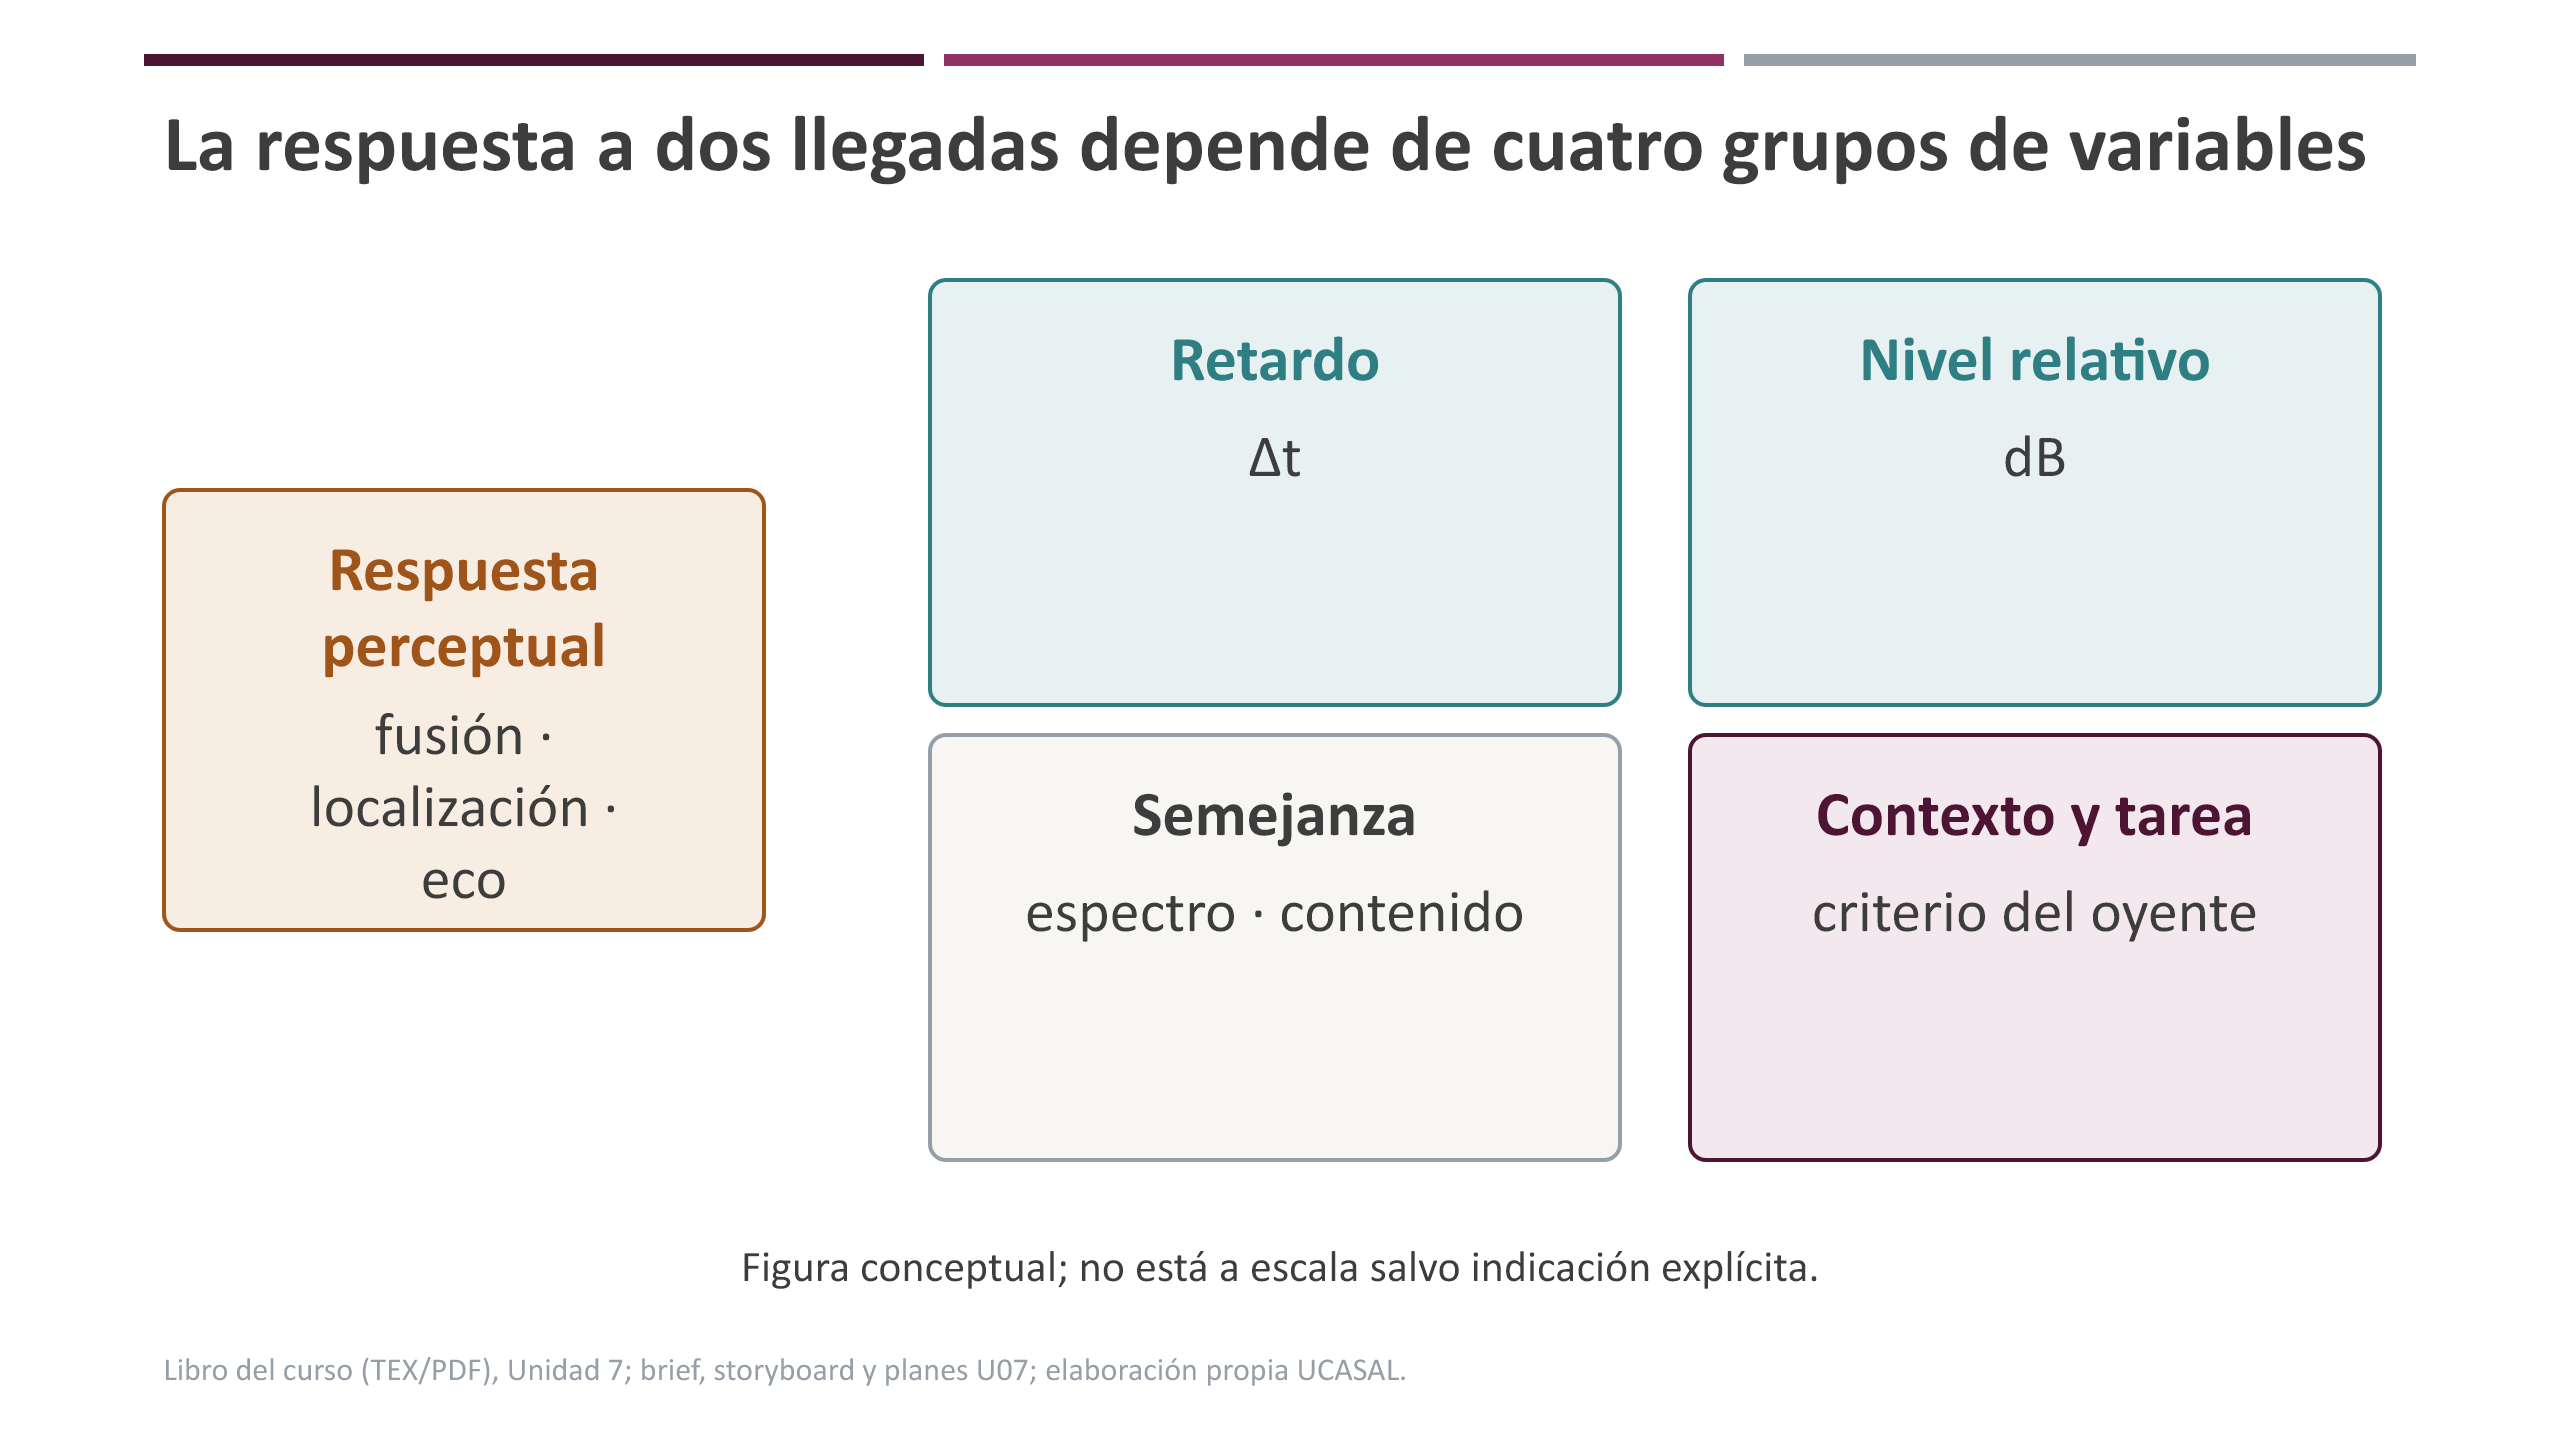 La respuesta a dos llegadas depende de cuatro grupos de variables
Respuesta
perceptual
fusión ·
localización ·
eco
Retardo
Δt
Nivel relativo
dB
Semejanza
espectro · contenido
Contexto y tarea
criterio del oyente
Figura conceptual; no está a escala salvo indicación explícita.
Libro del curso (TEX/PDF), Unidad 7; brief, storyboard y planes U07; elaboración propia UCASAL.